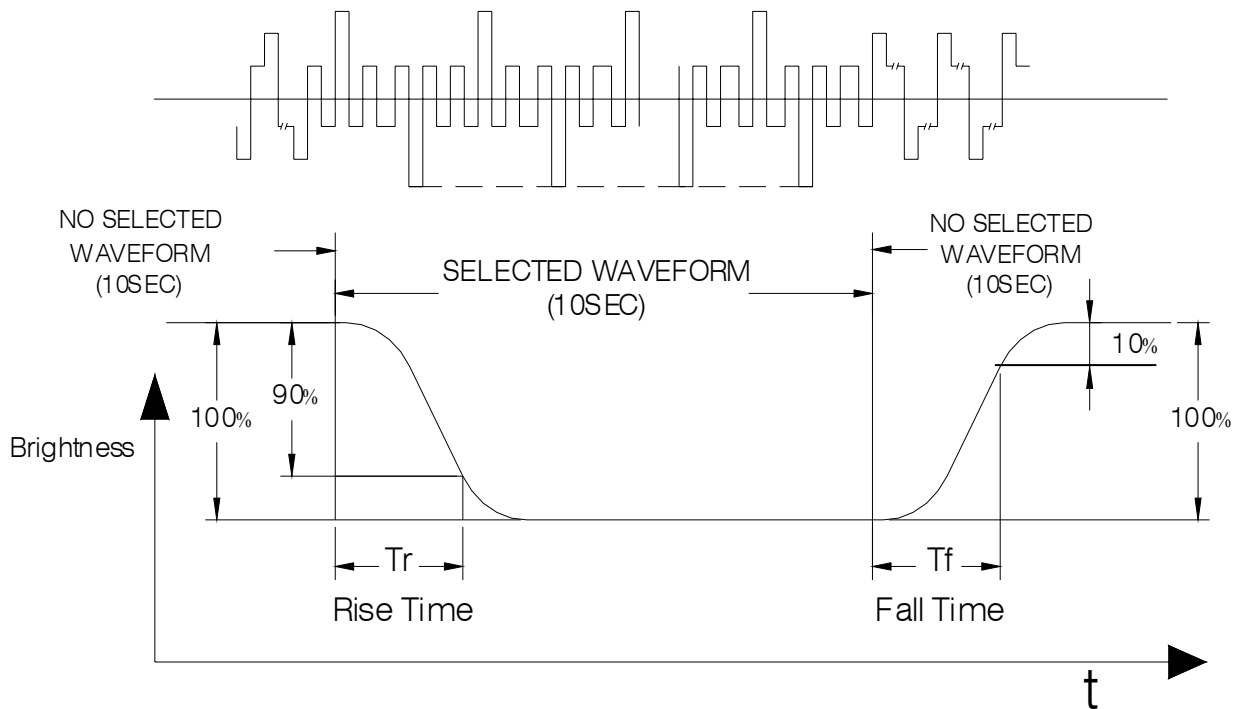 NO SELECTED
WAVEFORM
(10SEC)
SELECTED WAVEFORM
(10SEC)
NO SELECTED
WAVEFORM
(10SEC)
10%
90%
100%
100%
Brightness
Tr
Tf
Rise Time
Fall Time
t